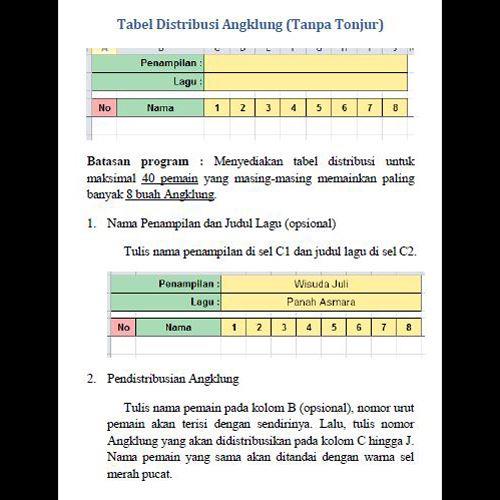 Tabel Distribusi Angklung (Tanpa Tonjur)
Penampilan :
Lagu :
No Nama 1 2 3 4 5 6 7 8
Batasan program : Menyediakan tabel distribusi untuk
maksimal 40 pemain yang masing-masing memainkan paling
banyak 8 buah Angklung.
1. Nama Penampilan dan Judul Lagu (opsional)
Tulis nama penampilan di sel C1 dan judul lagu di sel C2.
Penampilan : Wisuda Juli
Lagu : Panah Asmara
No Nama 1 2 3 4 5 6 7 8
2. Pendistribusian Angklung
Tulis nama pemain pada kolom B (opsional), nomor urut
pemain akan terisi dengan sendirinya. Lalu, tulis nomor
Angklung yang akan didistribusikan pada kolom C hingga J.
Nama pemain yang sama akan ditandai dengan warna sel
merah pucat.